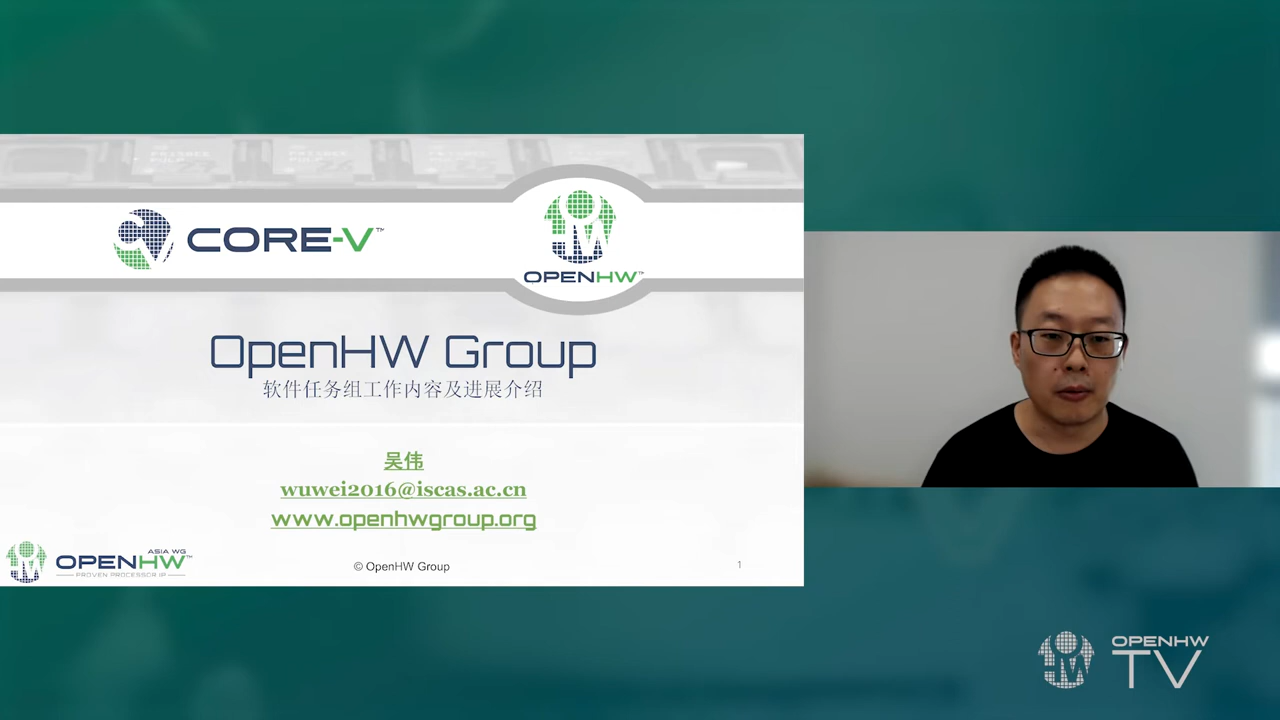 CORE-V™
OPENHW™
OpenHW Group
软件任务组工作内容及进展介绍
吴伟
wuwei2016@iscas.ac.cn
www.openhwgroup.org
ASIA WG
OPENHW™
PROVEN PROCESSOR IP
© OpenHW Group
1
OPENHW
TV